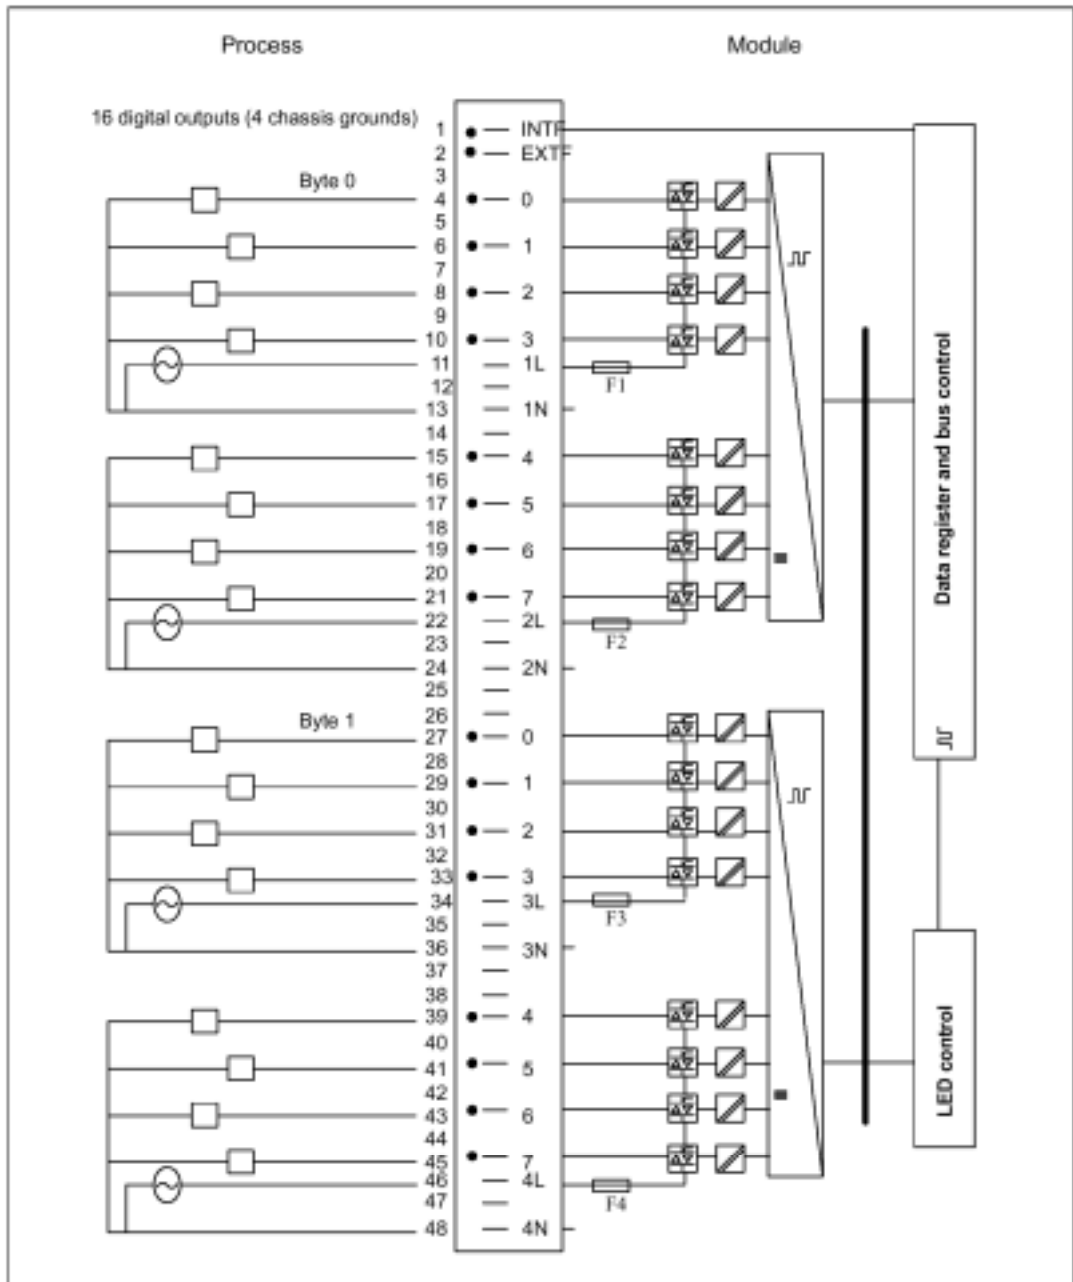 Process Module
16 digital outputs (4 chassis grounds)
1 INTF
2 EXTF
3
Byte 0
4 0
5
6 1
7
8 2
9
10 3
11 1L
F1
12
13 1N
14
15 4
16
17 5
18
19 6
20
21 7
22 2L
F2
23
24 2N
25
26
Byte 1
27 0
28
29 1
30
31 2
32
33 3
34 3L
F3
35
36 3N
37
38
39 4
40
41 5
42
43 6
44
45 7
46 4L
F4
47
48 4N
Data register and bus control
LED control